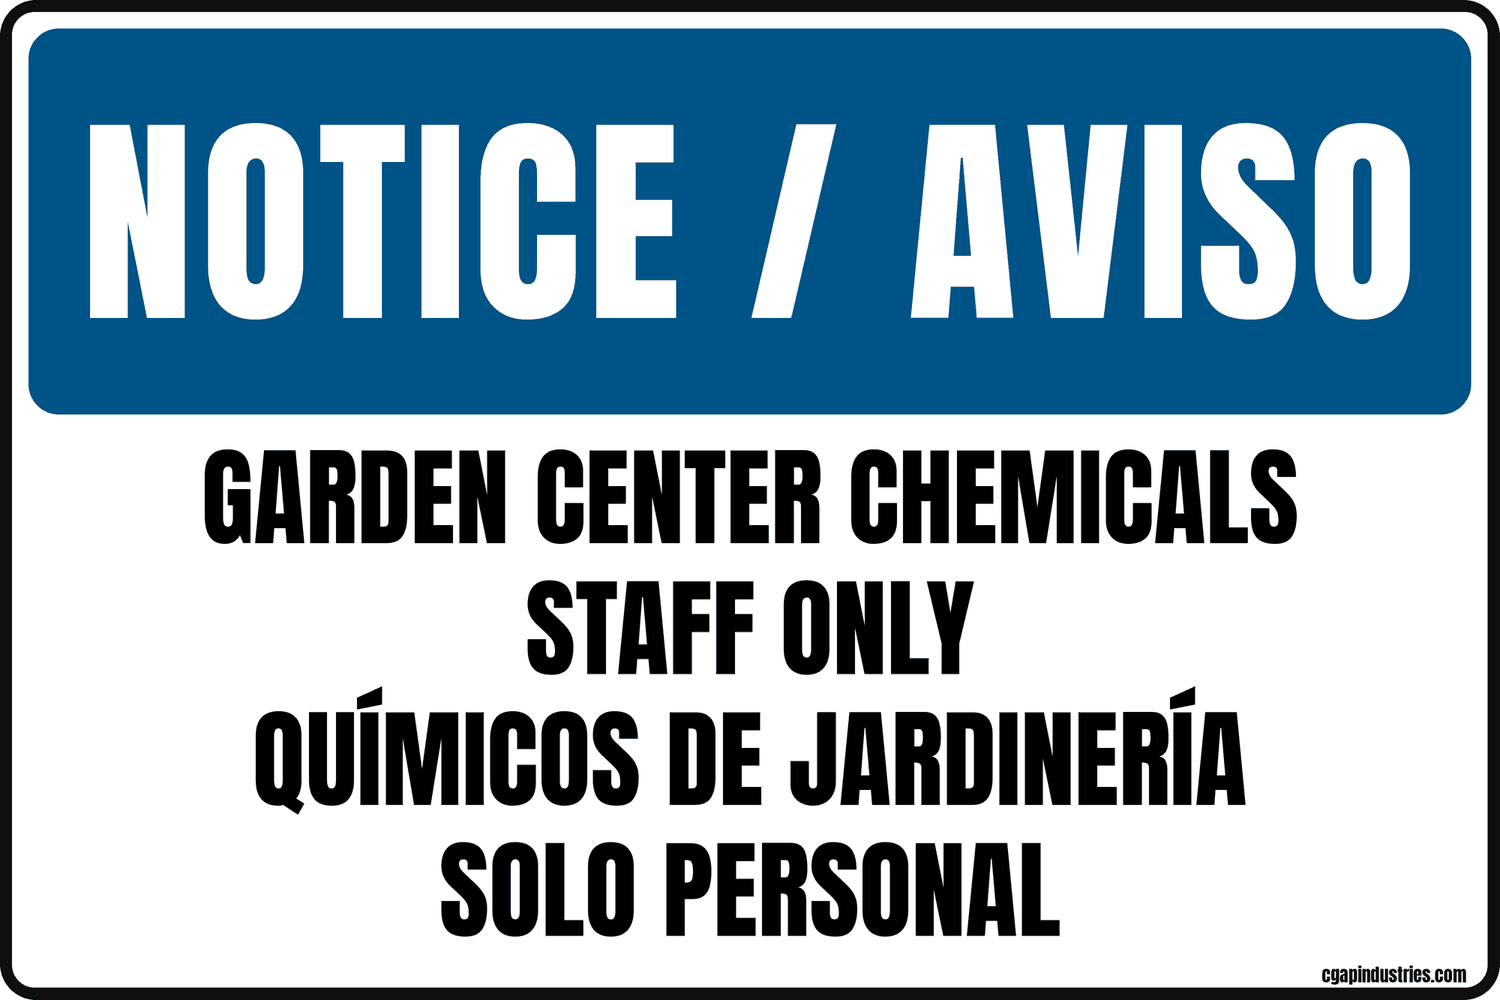 NOTICE / AVISO
GARDEN CENTER CHEMICALS
STAFF ONLY
QUÍMICOS DE JARDINERÍA
SOLO PERSONAL
cgapindustries.com